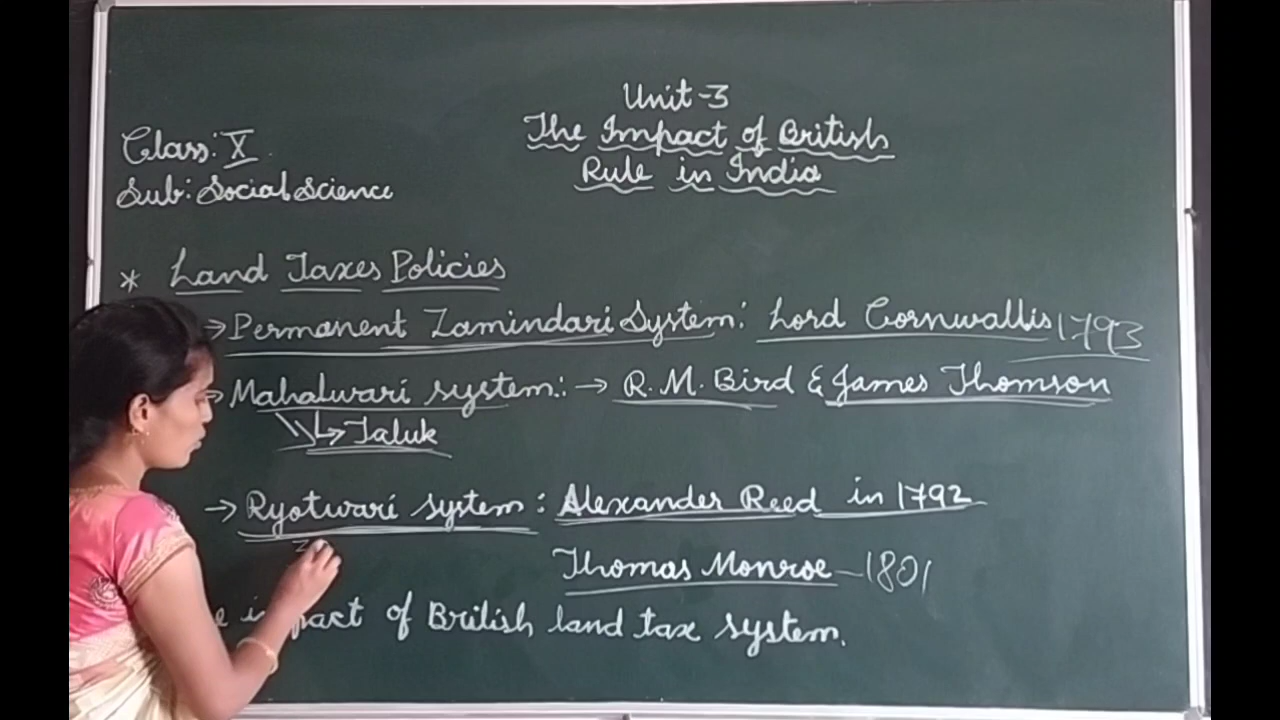 Unit-3
The Impact of British
Rule in India
Class: X
Sub: Social Science
* Land Taxes Policies
→ Permanent Zamindari System: Lord Cornwallis 1793
→ Mahalwari system:- → R.M. Bird & James Thomson
↳ Taluk
→ Ryotwari system: Alexander Reed in 1792
Thomas Monroe - 1801
impact of British land tax system.